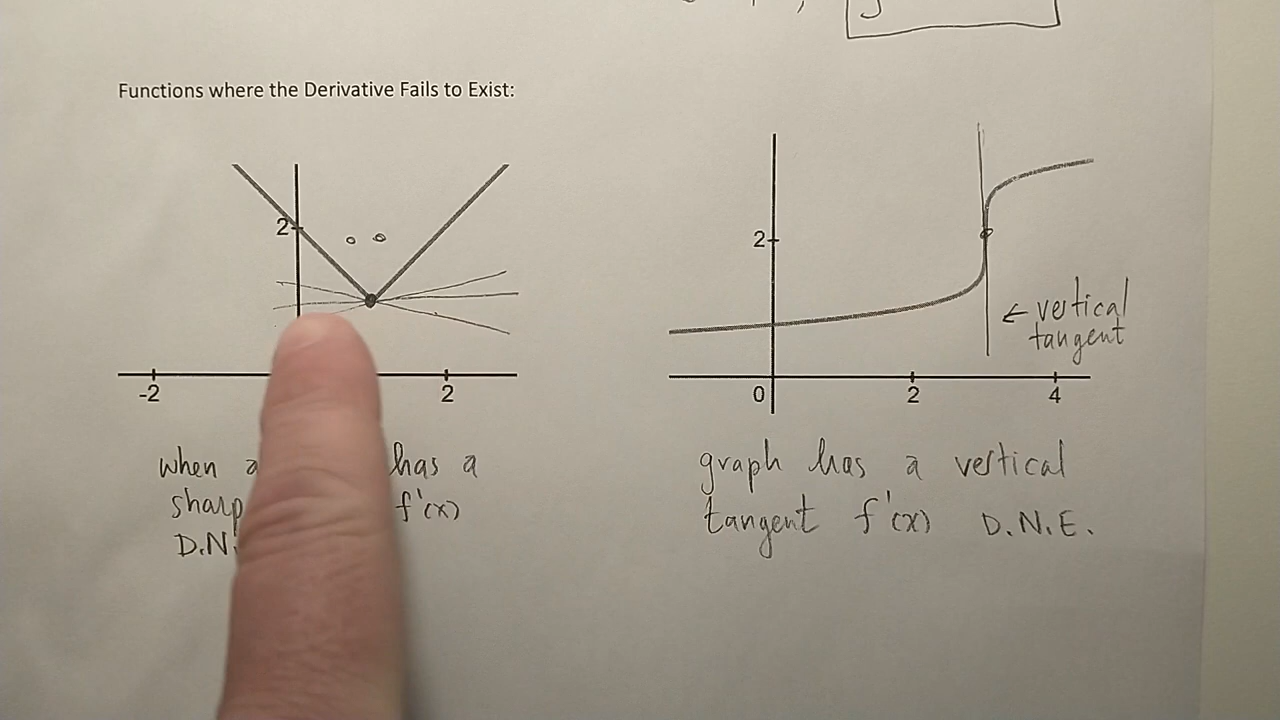 Functions where the Derivative Fails to Exist:
2
-2
2
2
0
2
4
← vertical
tangent
when a has a
sharp f'(x)
D.N.
graph has a vertical
tangent f'(x) D.N.E.